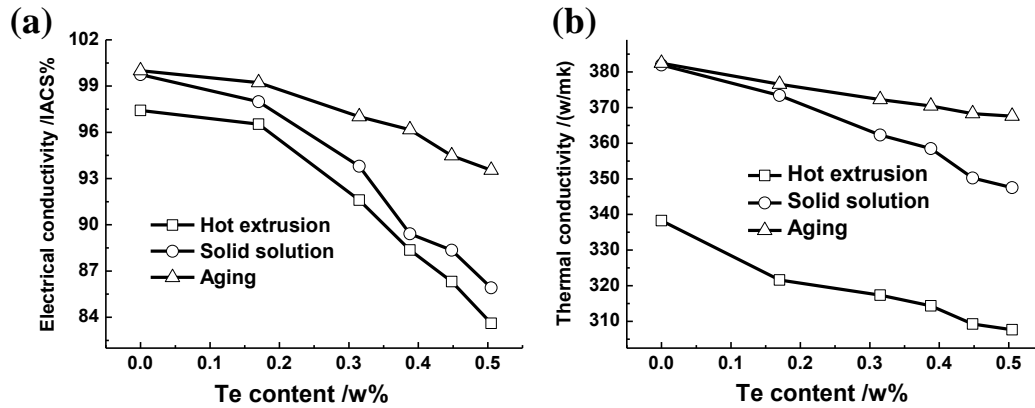 (a)
Electrical conductivity /IACS%
102
99
96
93
90
87
84
Hot extrusion
Solid solution
Aging
0.0 0.1 0.2 0.3 0.4 0.5
Te content /w%
(b)
Thermal conductivity /(w/mk)
380
370
360
350
340
330
320
310
Hot extrusion
Solid solution
Aging
0.0 0.1 0.2 0.3 0.4 0.5
Te content /w%